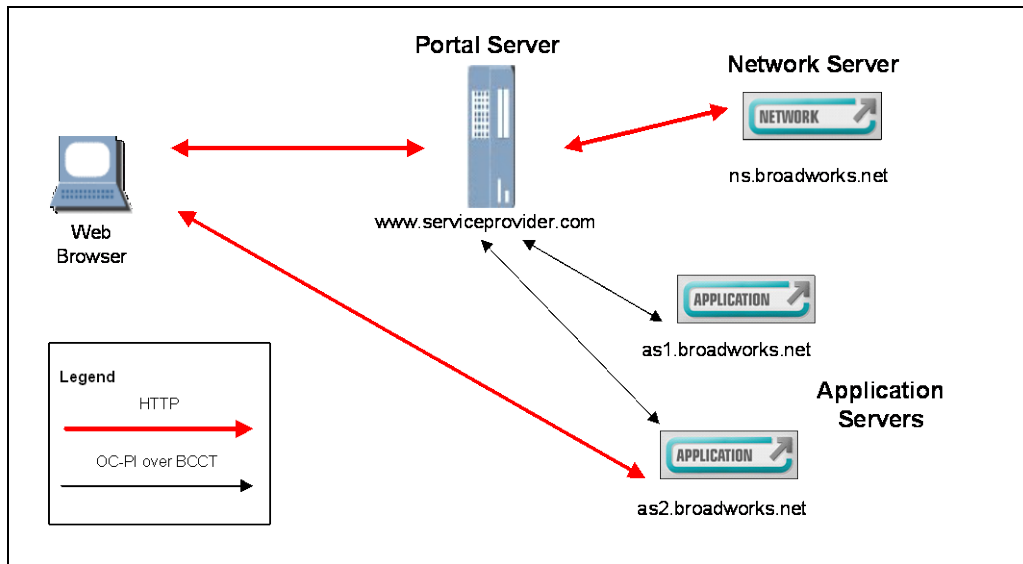 Portal Server
Network Server
NETWORK
ns.broadworks.net
www.serviceprovider.com
Web
Browser
APPLICATION
as1.broadworks.net
Application
Servers
APPLICATION
as2.broadworks.net
Legend
HTTP
OC-PI over BCCT